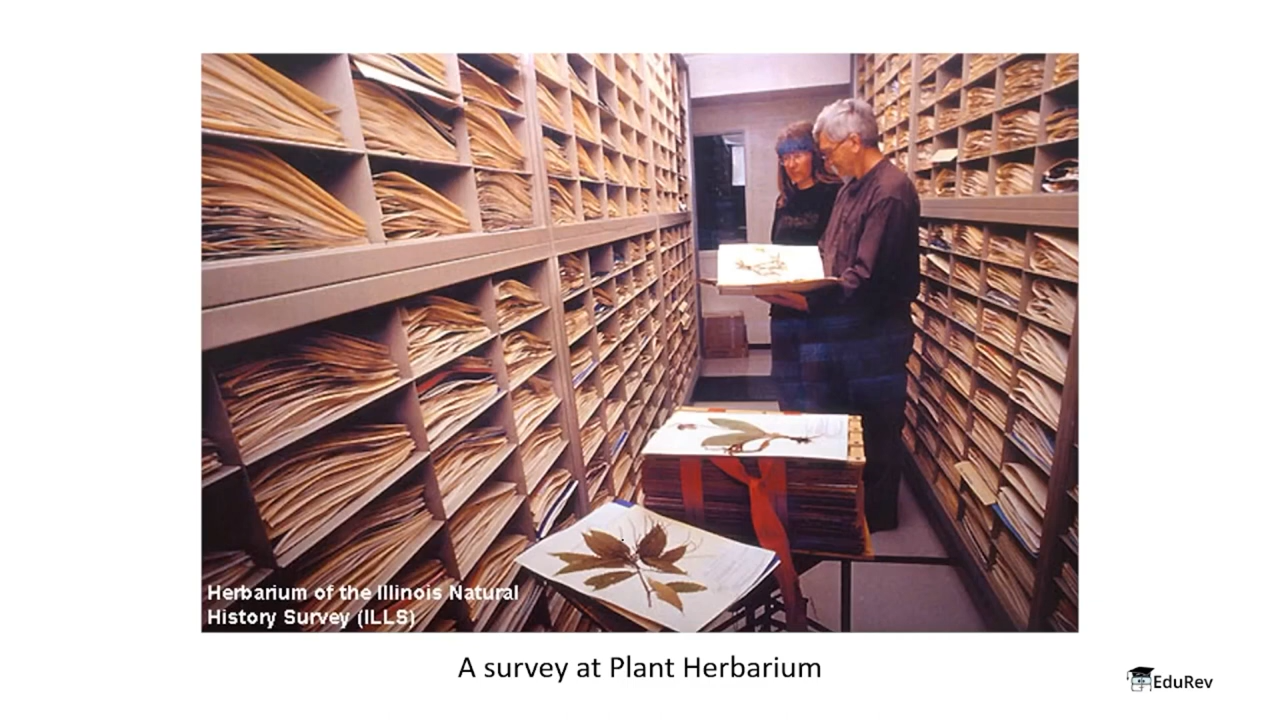 Herbarium of the Illinois Natural
History Survey (ILLS)
A survey at Plant Herbarium
EduRev